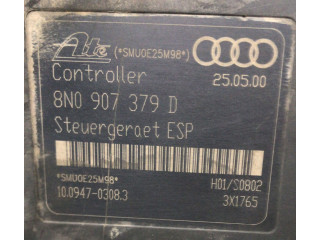 Ate (*SMU0E25M98*)
Controller 25.05.00
8N0 907 379 D
Steuergeraet ESP
*SMU0E25M98* H01/S0802
10.0947-0308.3 3X1765